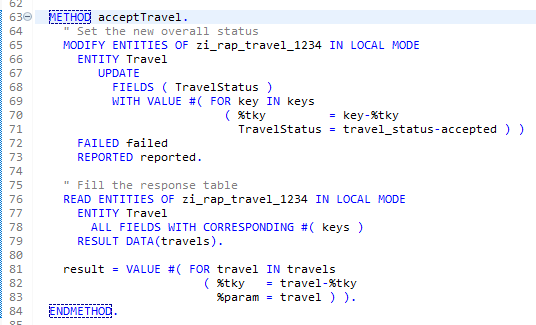 62
63 METHOD acceptTravel.
64 " Set the new overall status
65 MODIFY ENTITIES OF zi_rap_travel_1234 IN LOCAL MODE
66 ENTITY Travel
67 UPDATE
68 FIELDS ( TravelStatus )
69 WITH VALUE #( FOR key IN keys
70 ( %tky = key-%tky
71 TravelStatus = travel_status-accepted ) )
72 FAILED failed
73 REPORTED reported.
74
75 " Fill the response table
76 READ ENTITIES OF zi_rap_travel_1234 IN LOCAL MODE
77 ENTITY Travel
78 ALL FIELDS WITH CORRESPONDING #( keys )
79 RESULT DATA(travels).
80
81 result = VALUE #( FOR travel IN travels
82 ( %tky = travel-%tky
83 %param = travel ) ).
84 ENDMETHOD.
85